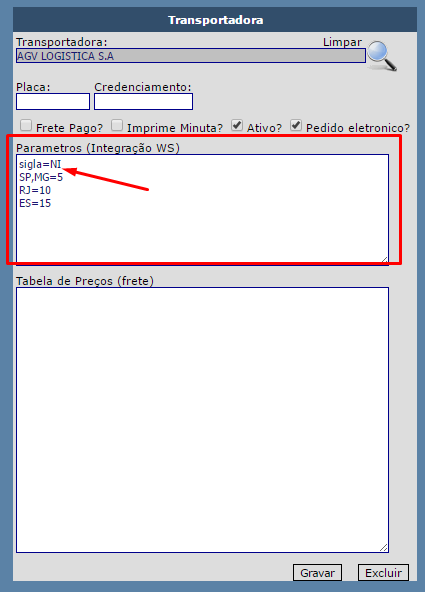 Transportadora
Transportadora: Limpar
AGV LOGISTICA S.A
Placa: Credenciamento:
Frete Pago? Imprime Minuta? Ativo? Pedido eletronico?
Parametros (Integração WS)
sigla=NI
SP,MG=5
RJ=10
ES=15
Tabela de Preços (frete)
Gravar Excluir